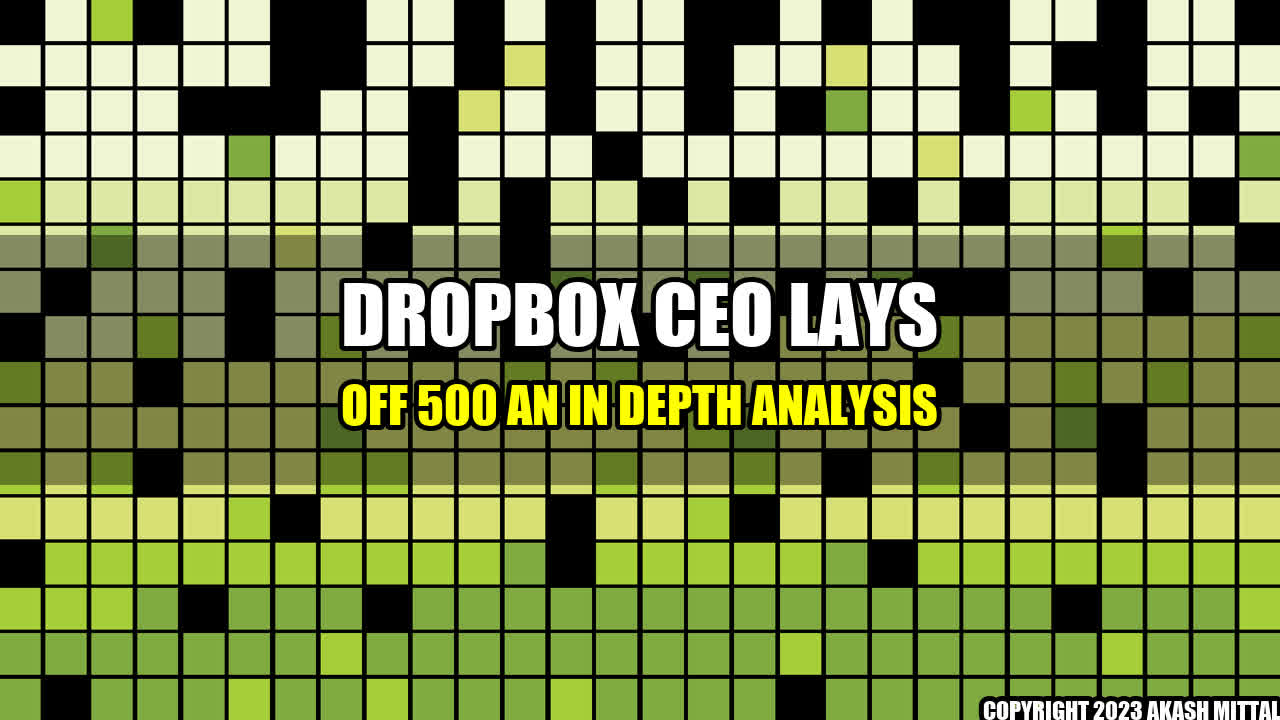 DROPBOX CEO LAYS
OFF 500 AN IN DEPTH ANALYSIS
COPYRIGHT 2023 AKASH MITTAL